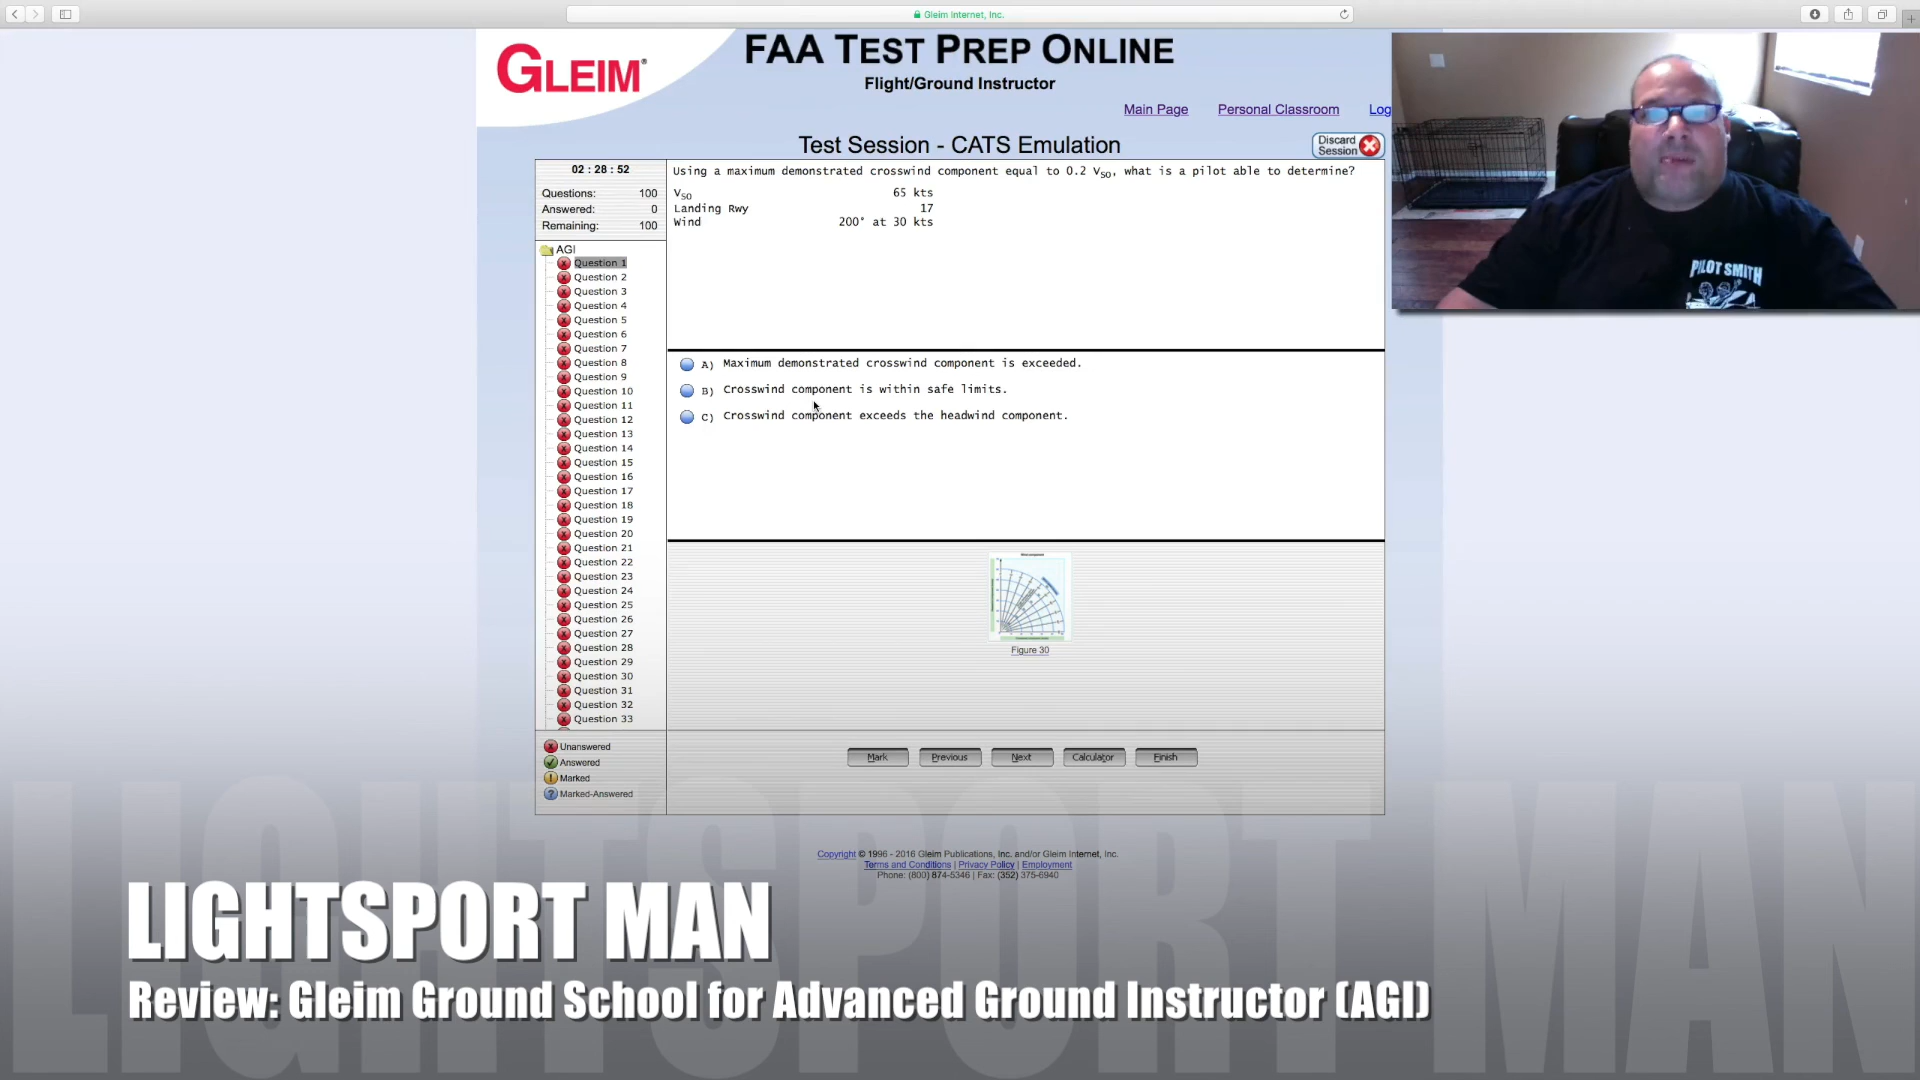 Gleim Internet, Inc.
GLEIM®
FAA TEST PREP ONLINE
Flight/Ground Instructor
Main Page Personal Classroom Log
Test Session - CATS Emulation
Discard
Session
02 : 28 : 52
Questions: 100
Answered: 0
Remaining: 100
Using a maximum demonstrated crosswind component equal to 0.2 VSO, what is a pilot able to determine?
VSO 65 kts
Landing Rwy 17
Wind 200° at 30 kts
AGI
Question 1
Question 2
Question 3
Question 4
Question 5
Question 6
Question 7
Question 8
Question 9
Question 10
Question 11
Question 12
Question 13
Question 14
Question 15
Question 16
Question 17
Question 18
Question 19
Question 20
Question 21
Question 22
Question 23
Question 24
Question 25
Question 26
Question 27
Question 28
Question 29
Question 30
Question 31
Question 32
Question 33
A) Maximum demonstrated crosswind component is exceeded.
B) Crosswind component is within safe limits.
C) Crosswind component exceeds the headwind component.
Figure 30
Unanswered
Answered
Marked
Marked-Answered
Mark Previous Next Calculator Finish
Copyright © 1996 - 2016 Gleim Publications, Inc. and/or Gleim Internet, Inc.
Terms and Conditions | Privacy Policy | Employment
Phone: (800) 874-5346 | Fax: (352) 375-6940
PILOT SMITH
LIGHTSPORT MAN
LIGHTSPORT MAN
Review: Gleim Ground School for Advanced Ground Instructor (AGI)